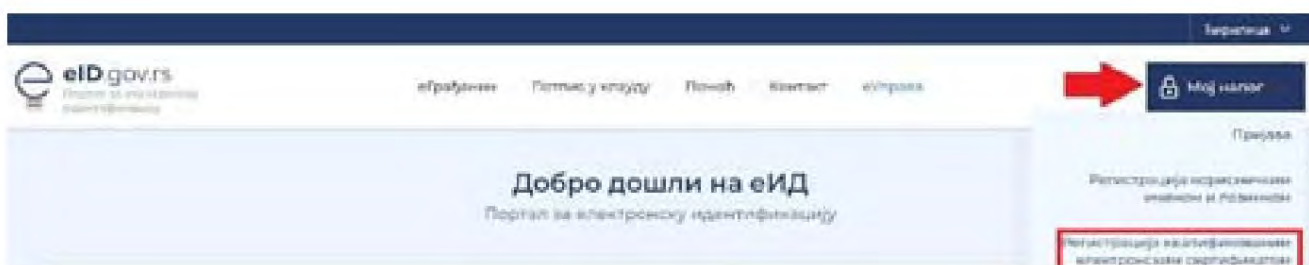 Ћирилица
eID.gov.rs
Портал за електронску
идентификацију
еГрађанин Потпис у клауду Помоћ Контакт еУправа
Мој налог
Пријава
Добро дошли на еИД
Регистрација корисничким
именом и лозинком
Портал за електронску идентификацију
Регистрација квалификованим
електронским сертификатом